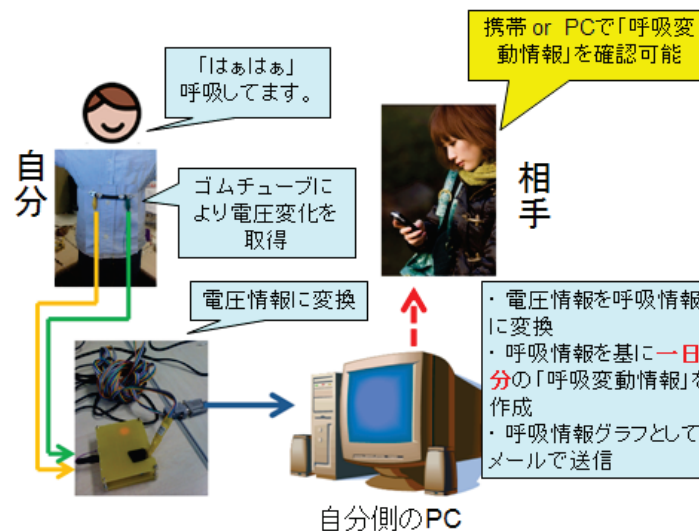 携帯 or PCで「呼吸変
動情報」を確認可能
「はぁはぁ」
呼吸してます。
自分
ゴムチューブに
より電圧変化を
取得
相手
電圧情報に変換
・電圧情報を呼吸情報
に変換
・呼吸情報を基に一日
分の「呼吸変動情報」を
作成
・呼吸情報グラフとして
メールで送信
自分側のPC